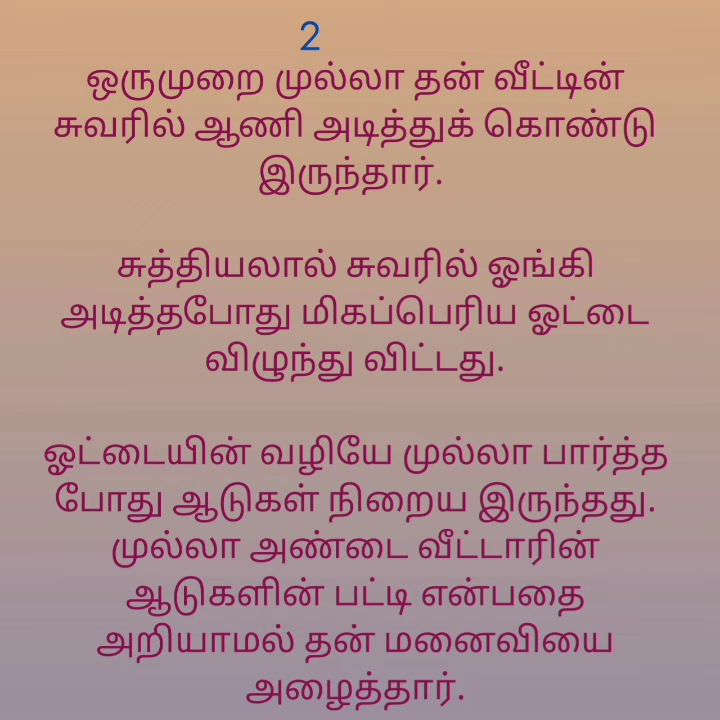 2
ஒருமுறை முல்லா தன் வீட்டின்
சுவரில் ஆணி அடித்துக் கொண்டு
இருந்தார்.
சுத்தியலால் சுவரில் ஓங்கி
அடித்தபோது மிகப்பெரிய ஓட்டை
விழுந்து விட்டது.
ஓட்டையின் வழியே முல்லா பார்த்த
போது ஆடுகள் நிறைய இருந்தது.
முல்லா அண்டை வீட்டாரின்
ஆடுகளின் பட்டி என்பதை
அறியாமல் தன் மனைவியை
அழைத்தார்.